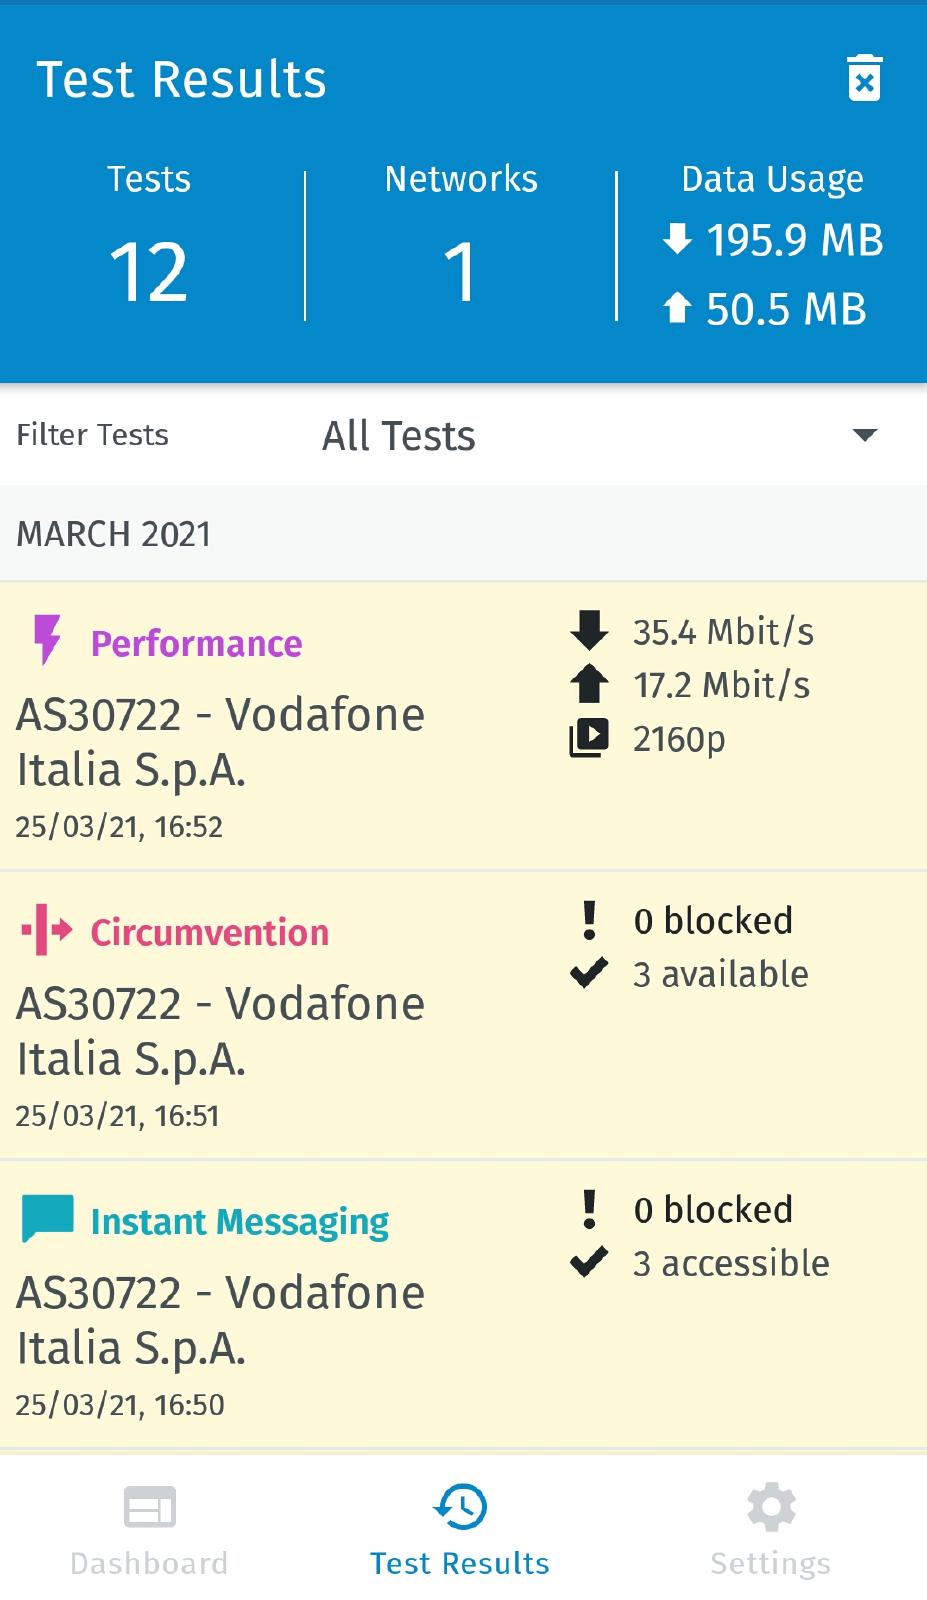 Test Results
Tests
12
Networks
1
Data Usage
195.9 MB
50.5 MB
Filter Tests
All Tests
MARCH 2021
Performance
AS30722 - Vodafone
Italia S.p.A.
25/03/21, 16:52
35.4 Mbit/s
17.2 Mbit/s
2160p
Circumvention
AS30722 - Vodafone
Italia S.p.A.
25/03/21, 16:51
0 blocked
3 available
Instant Messaging
AS30722 - Vodafone
Italia S.p.A.
25/03/21, 16:50
0 blocked
3 accessible
Dashboard
Test Results
Settings